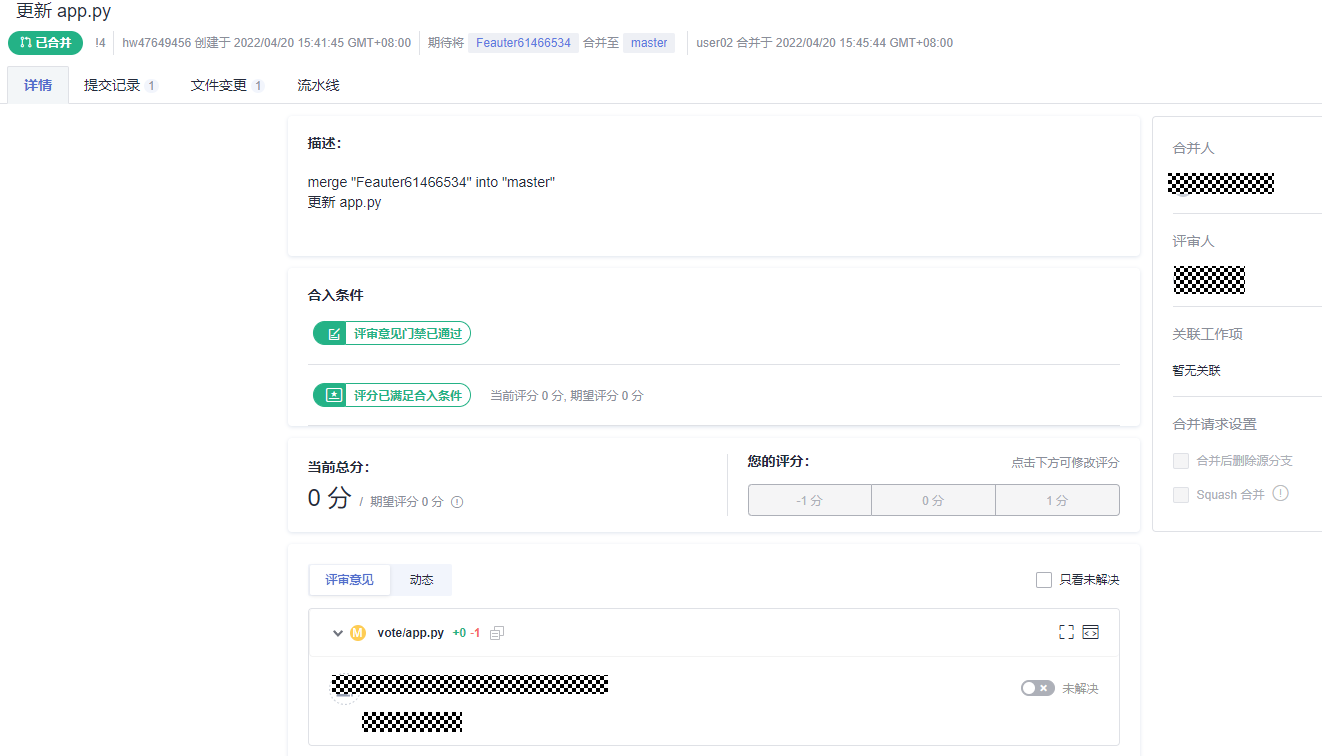 更新 app.py
已合并 !4 hw47649456 创建于 2022/04/20 15:41:45 GMT+08:00 期待将 Feauter61466534 合并至 master user02 合并于 2022/04/20 15:45:44 GMT+08:00
详情 提交记录 1 文件变更 1 流水线
描述：
merge "Feauter61466534" into "master"
更新 app.py
合入条件
评审意见门禁已通过
评分已满足合入条件 当前评分 0 分, 期望评分 0 分
当前总分：
0 分 / 期望评分 0 分
您的评分： 点击下方可修改评分
-1 分 0 分 1 分
评审意见 动态 只看未解决
M vote/app.py +0 -1
未解决
合并人
评审人
关联工作项
暂无关联
合并请求设置
合并后删除源分支
Squash 合并